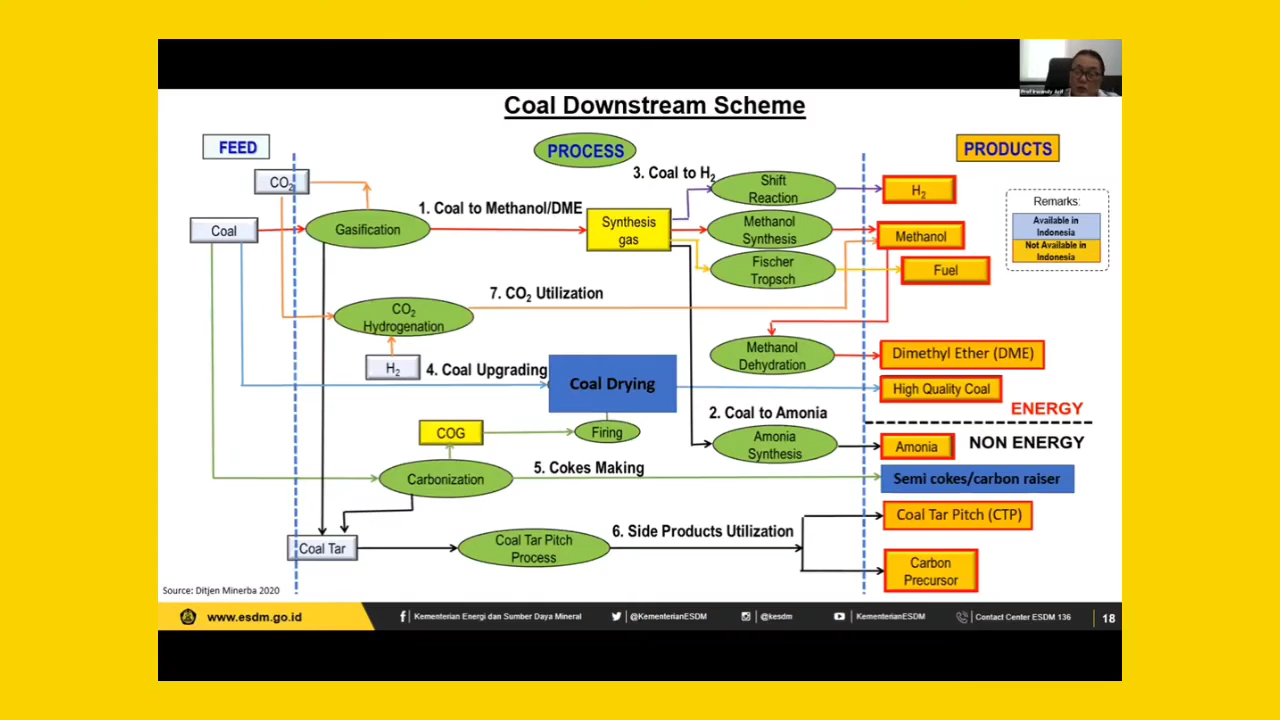 Prof Irwandy Arif
Coal Downstream Scheme
FEED
PROCESS
PRODUCTS
CO2
3. Coal to H2
Shift
Reaction
H2
Remarks:
Available in
Indonesia
Not Available in
Indonesia
Coal
Gasification
1. Coal to Methanol/DME
Synthesis
gas
Methanol
Synthesis
Methanol
Fischer
Tropsch
Fuel
7. CO2 Utilization
CO2
Hydrogenation
H2
Methanol
Dehydration
Dimethyl Ether (DME)
4. Coal Upgrading
Coal Drying
High Quality Coal
ENERGY
2. Coal to Amonia
COG
Firing
Amonia
Synthesis
Amonia
NON ENERGY
Carbonization
5. Cokes Making
Semi cokes/carbon raiser
Coal Tar
Coal Tar Pitch
Process
6. Side Products Utilization
Coal Tar Pitch (CTP)
Carbon
Precursor
Source: Ditjen Minerba 2020
www.esdm.go.id
Kementerian Energi dan Sumber Daya Mineral
@KementerianESDM
@kesdm
KementerianESDM
Contact Center ESDM 136
18